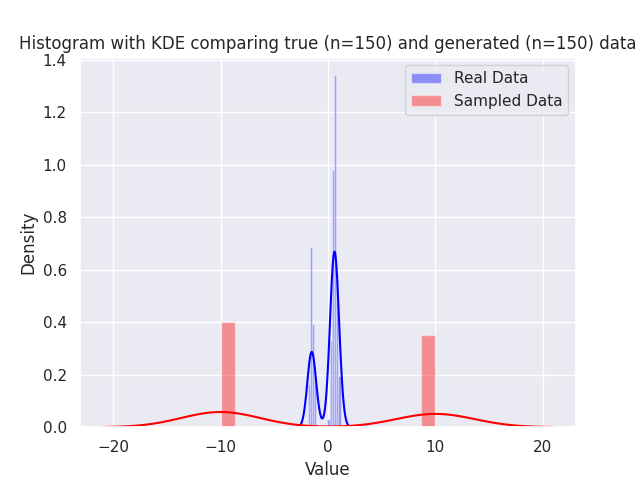 Histogram with KDE comparing true (n=150) and generated (n=150) data
1.4
1.2
1.0
0.8
0.6
0.4
0.2
0.0
Density
Real Data
Sampled Data
−20
−10
0
10
20
Value